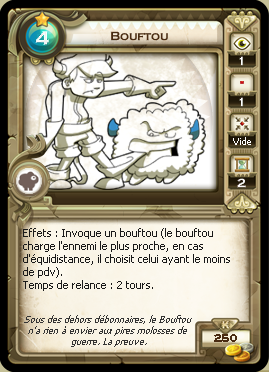 Bouftou
4
1
1
Vide
2
Effets : Invoque un bouftou (le bouftou
charge l'ennemi le plus proche, en cas
d'équidistance, il choisit celui ayant le moins
de pdv).
Temps de relance : 2 tours.
Sous des dehors débonnaires, le Bouftou
n'a rien à envier aux pires molosses de
guerre. La preuve.
K
250